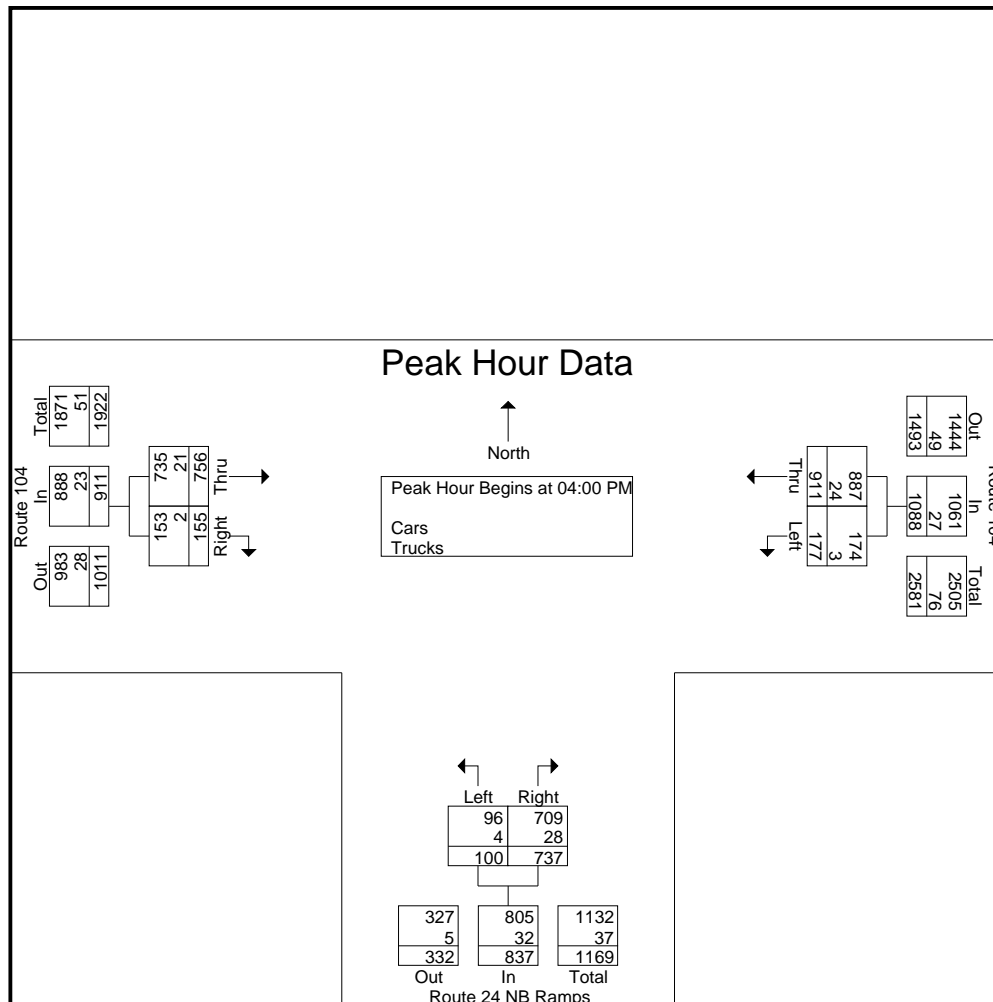 Peak Hour Data
North
Peak Hour Begins at 04:00 PM
Cars
Trucks
Route 104
Total
1871
51
1922
In
888
23
911
Out
983
28
1011
735
21
756
Thru
153
2
155
Right
Out
1444
49
1493
In
1061
27
1088
Total
2505
76
2581
Thru
887
24
911
Left
174
3
177
Left Right
96 709
4 28
100 737
327 805 1132
5 32 37
332 837 1169
Out In Total
Route 24 NB Ramps